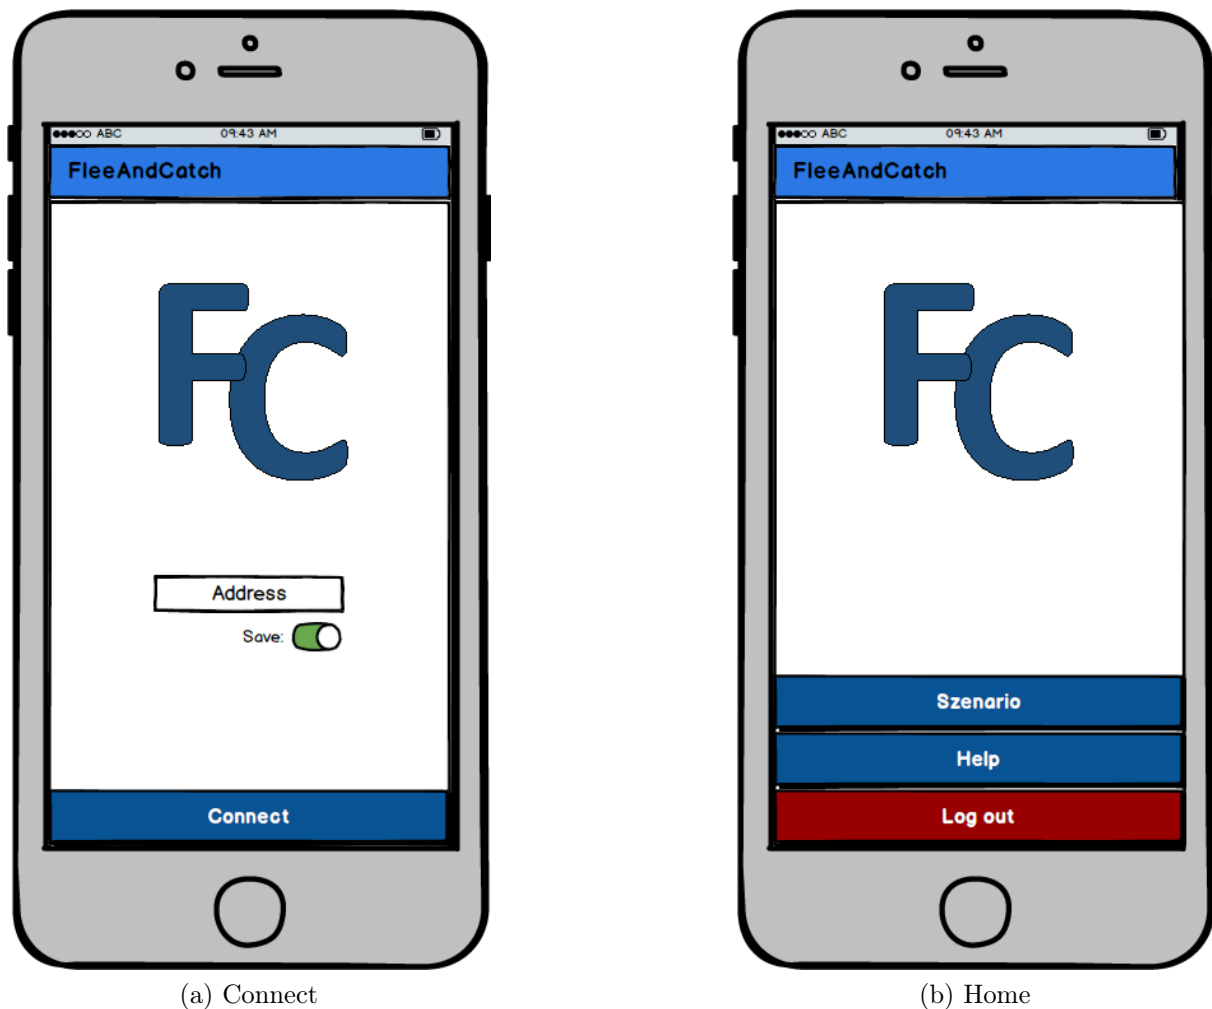 ABC 09:43 AM
FleeAndCatch
FC
Address
Save:
Connect
(a) Connect
ABC 09:43 AM
FleeAndCatch
FC
Szenario
Help
Log out
(b) Home